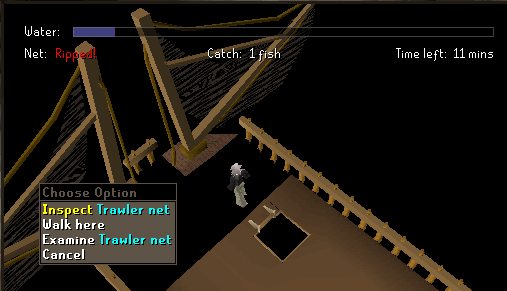 Water:
Net: Ripped! Catch: 1 fish Time left: 11 mins
Choose Option
Inspect Trawler net
Walk here
Examine Trawler net
Cancel